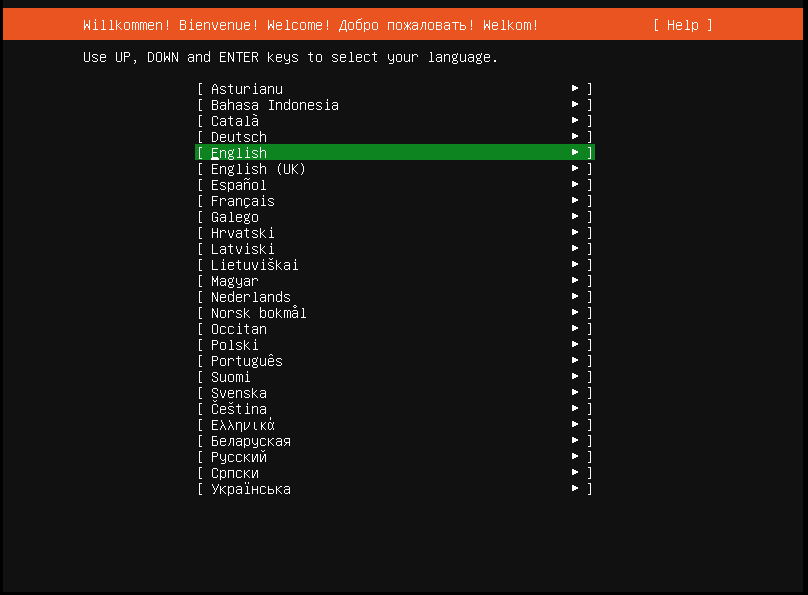 Willkommen! Bienvenue! Welcome! Добро пожаловать! Welkom! [ Help ]
Use UP, DOWN and ENTER keys to select your language.
[ Asturianu ► ]
[ Bahasa Indonesia ► ]
[ Català ► ]
[ Deutsch ► ]
[ English ► ]
[ English (UK) ► ]
[ Español ► ]
[ Français ► ]
[ Galego ► ]
[ Hrvatski ► ]
[ Latviski ► ]
[ Lietuviškai ► ]
[ Magyar ► ]
[ Nederlands ► ]
[ Norsk bokmål ► ]
[ Occitan ► ]
[ Polski ► ]
[ Português ► ]
[ Suomi ► ]
[ Svenska ► ]
[ Čeština ► ]
[ Ελληνικά ► ]
[ Беларуская ► ]
[ Русский ► ]
[ Српски ► ]
[ Українська ► ]